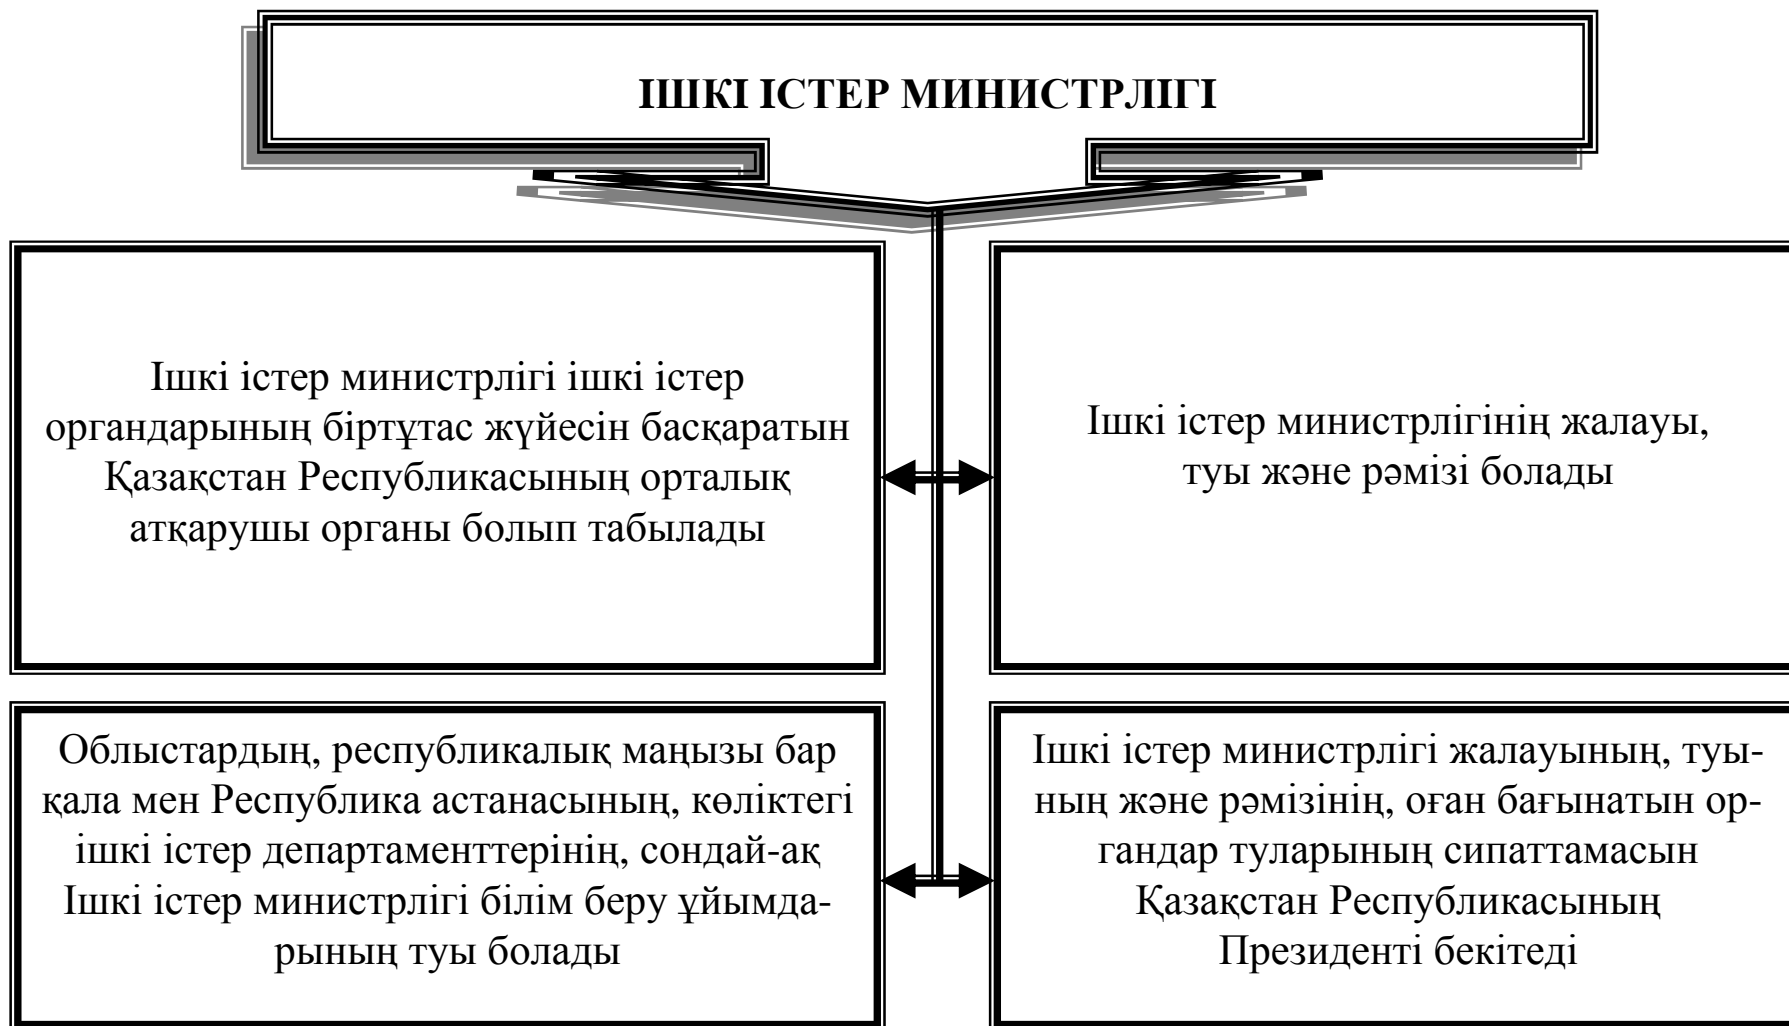 ІШКІ ІСТЕР МИНИСТРЛІГІ
Ішкі істер министрлігі ішкі істер
органдарының біртұтас жүйесін басқаратын
Қазақстан Республикасының орталық
атқарушы органы болып табылады
Ішкі істер министрлігінің жалауы,
туы және рәмізі болады
Облыстардың, республикалық маңызы бар
қала мен Республика астанасының, көліктегі
ішкі істер департаменттерінің, сондай-ақ
Ішкі істер министрлігі білім беру ұйымда-
рының туы болады
Ішкі істер министрлігі жалауының, туы-
ның және рәмізінің, оған бағынатын ор-
гандар туларының сипаттамасын
Қазақстан Республикасының
Президенті бекітеді